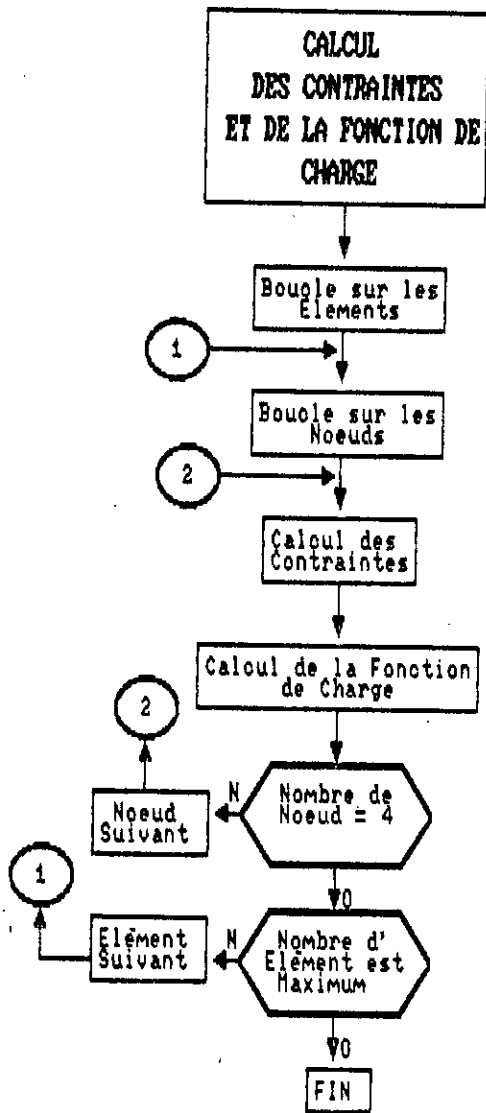 CALCUL
DES CONTRAINTES
ET DE LA FONCTION DE
CHARGE
Boucle sur les
Elements
1
Boucle sur les
Noeuds
2
Calcul des
Contraintes
Calcul de la Fonction
de Charge
2
Nombre de
Noeud = 4
N
Noeud
Suivant
O
1
Elément
Suivant
N
Nombre d'
Elément est
Maximum
O
FIN